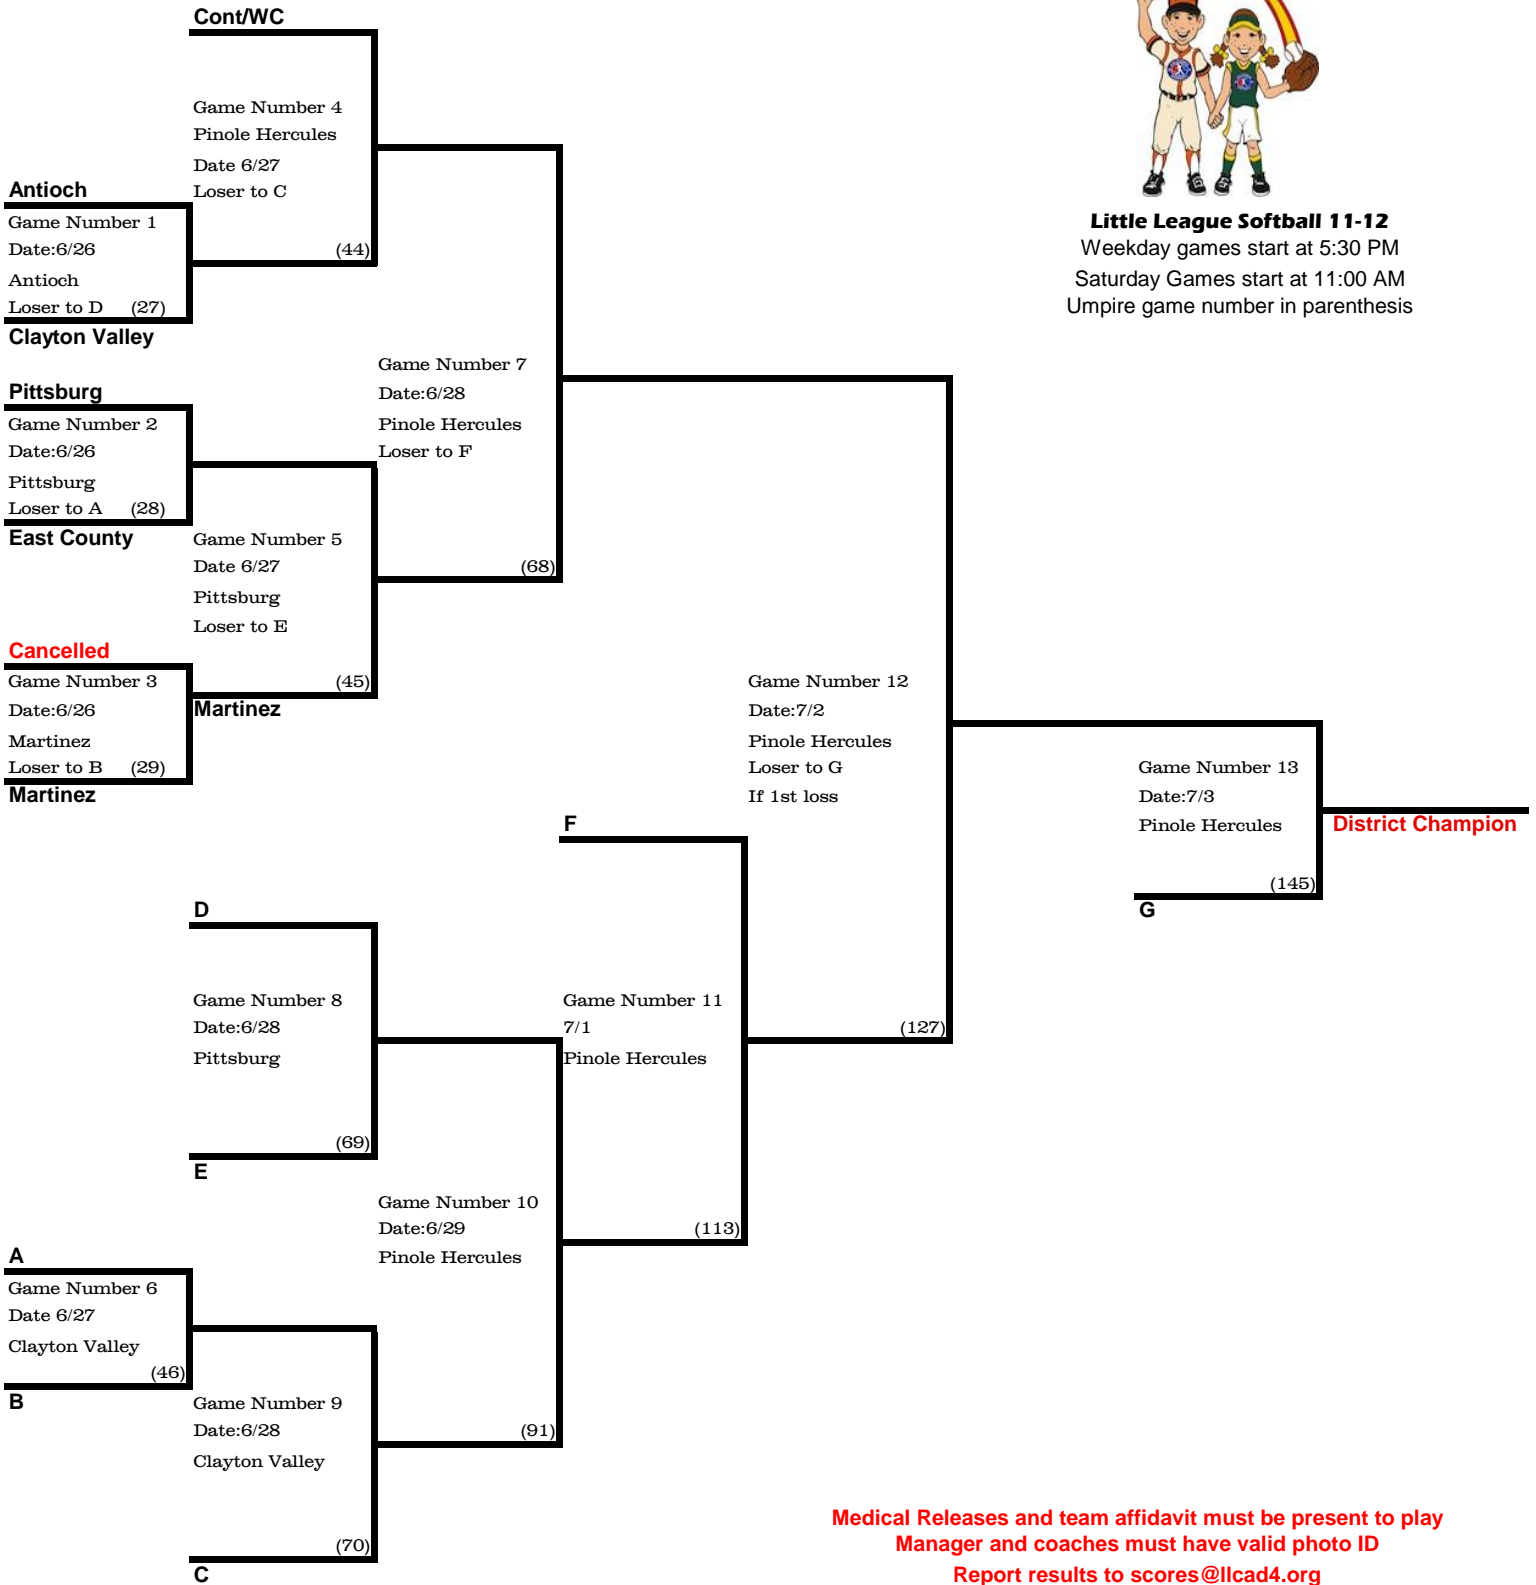 Cont/WC
Game Number 4
Pinole Hercules
Date 6/27
Loser to C
(44)
Antioch
Game Number 1
Date:6/26
Antioch
Loser to D (27)
Clayton Valley
Little League Softball 11-12
Weekday games start at 5:30 PM
Saturday Games start at 11:00 AM
Umpire game number in parenthesis
Pittsburg
Game Number 2
Date:6/26
Pittsburg
Loser to A (28)
East County
Game Number 7
Date:6/28
Pinole Hercules
Loser to F
(68)
Game Number 5
Date 6/27
Pittsburg
Loser to E
(45)
Cancelled
Game Number 3
Date:6/26
Martinez
Loser to B (29)
Martinez
Martinez
Game Number 12
Date:7/2
Pinole Hercules
Loser to G
If 1st loss
(127)
Game Number 13
Date:7/3
Pinole Hercules
(145)
G
District Champion
F
D
Game Number 8
Date:6/28
Pittsburg
(69)
E
Game Number 11
7/1
Pinole Hercules
(113)
Game Number 10
Date:6/29
Pinole Hercules
(91)
A
Game Number 6
Date 6/27
Clayton Valley
(46)
B
Game Number 9
Date:6/28
Clayton Valley
(70)
C
Medical Releases and team affidavit must be present to play
Manager and coaches must have valid photo ID
Report results to scores@llcad4.org